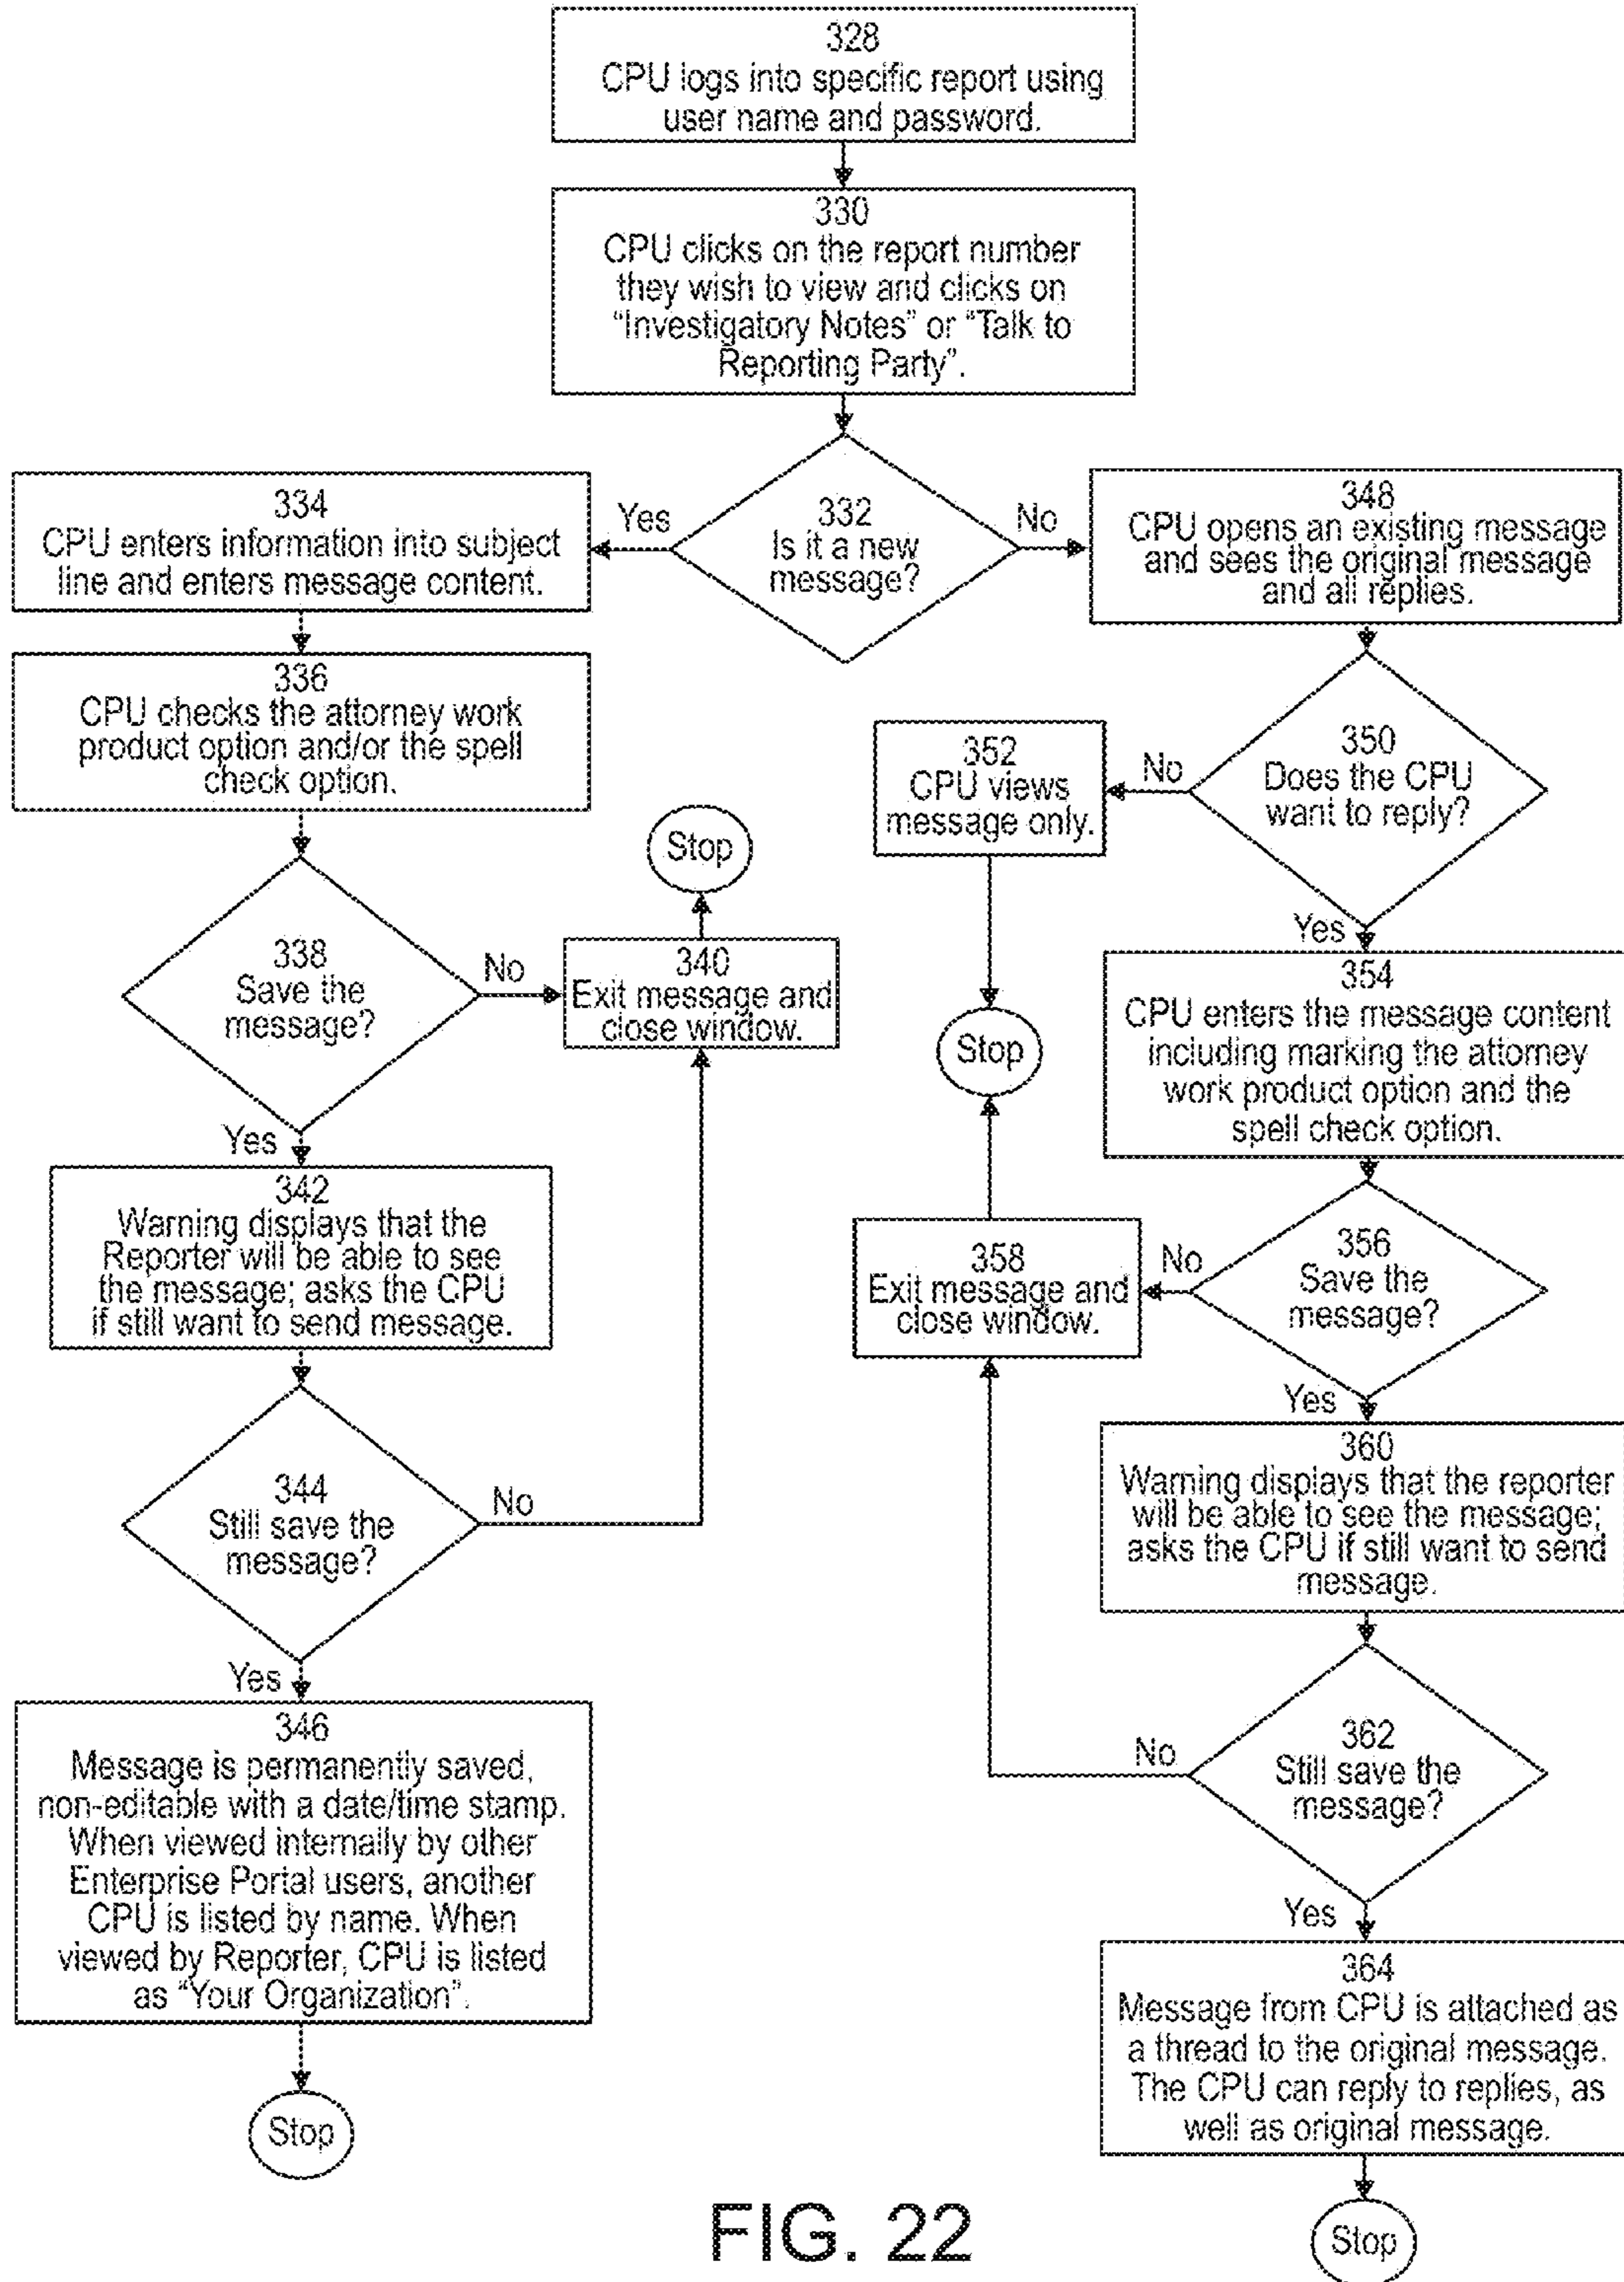 328
CPU logs into specific report using
user name and password.
330
CPU clicks on the report number
they wish to view and clicks on
“Investigatory Notes” or “Talk to
Reporting Party”.
332
Is it a new
message?
Yes
No
334
CPU enters information into subject
line and enters message content.
336
CPU checks the attorney work
product option and/or the spell
check option.
338
Save the
message?
No
340
Exit message and
close window.
Stop
Yes
342
Warning displays that the
Reporter will be able to see
the message; asks the CPU
if still want to send message.
344
Still save the
message?
No
Yes
346
Message is permanently saved,
non-editable with a date/time stamp.
When viewed internally by other
Enterprise Portal users, another
CPU is listed by name. When
viewed by Reporter, CPU is listed
as “Your Organization”.
Stop
348
CPU opens an existing message
and sees the original message
and all replies.
350
Does the CPU
want to reply?
No
352
CPU views
message only.
Stop
Yes
354
CPU enters the message content
including marking the attorney
work product option and the
spell check option.
356
Save the
message?
No
358
Exit message and
close window.
Yes
360
Warning displays that the reporter
will be able to see the message;
asks the CPU if still want to send
message.
362
Still save the
message?
No
Yes
364
Message from CPU is attached as
a thread to the original message.
The CPU can reply to replies, as
well as original message.
Stop
FIG. 22